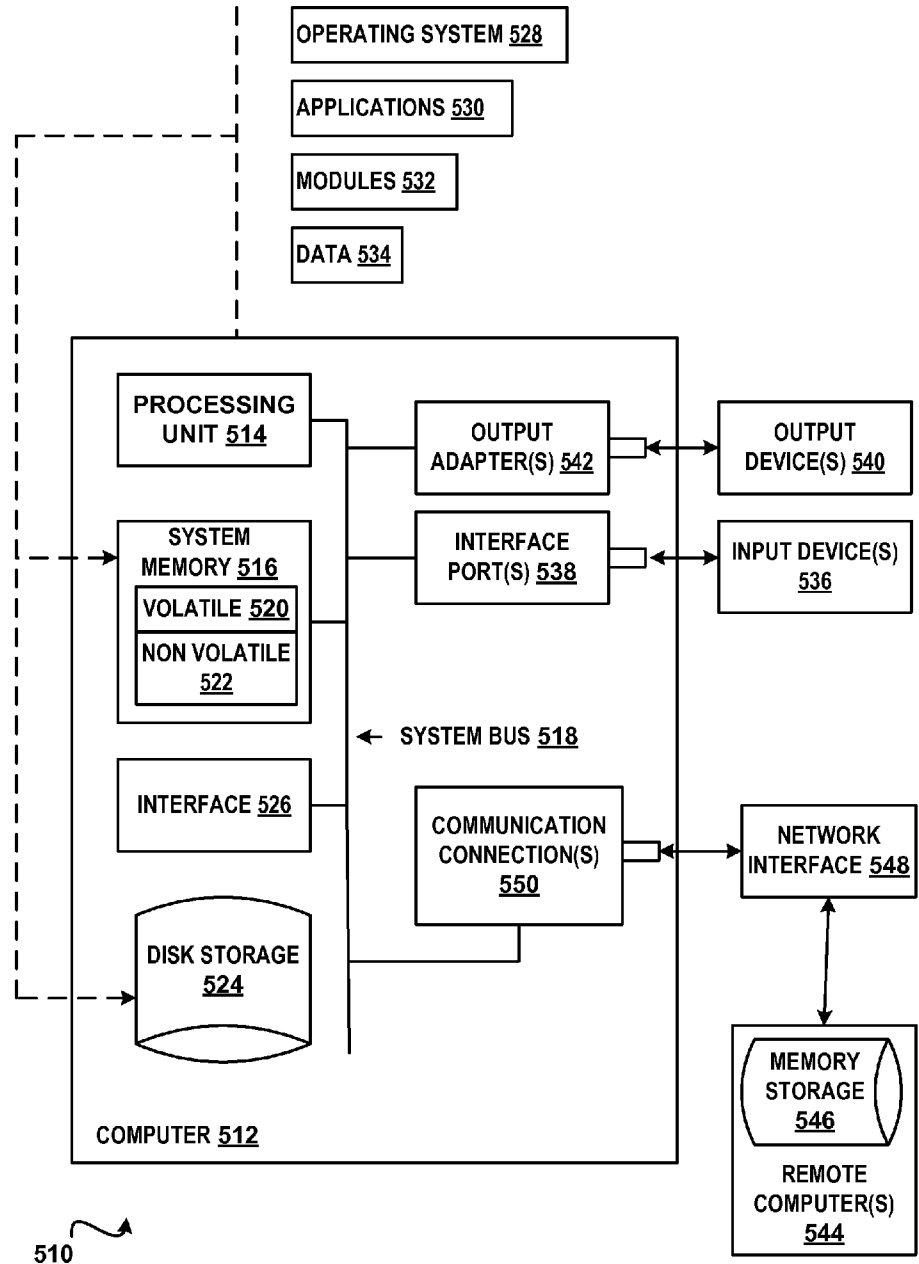 OPERATING SYSTEM 528
APPLICATIONS 530
MODULES 532
DATA 534
PROCESSING
UNIT 514
OUTPUT
ADAPTER(S) 542
OUTPUT
DEVICE(S) 540
SYSTEM
MEMORY 516
VOLATILE 520
NON VOLATILE
522
INTERFACE
PORT(S) 538
INPUT DEVICE(S)
536
SYSTEM BUS 518
INTERFACE 526
COMMUNICATION
CONNECTION(S)
550
NETWORK
INTERFACE 548
DISK STORAGE
524
MEMORY
STORAGE
546
REMOTE
COMPUTER(S)
544
COMPUTER 512
510